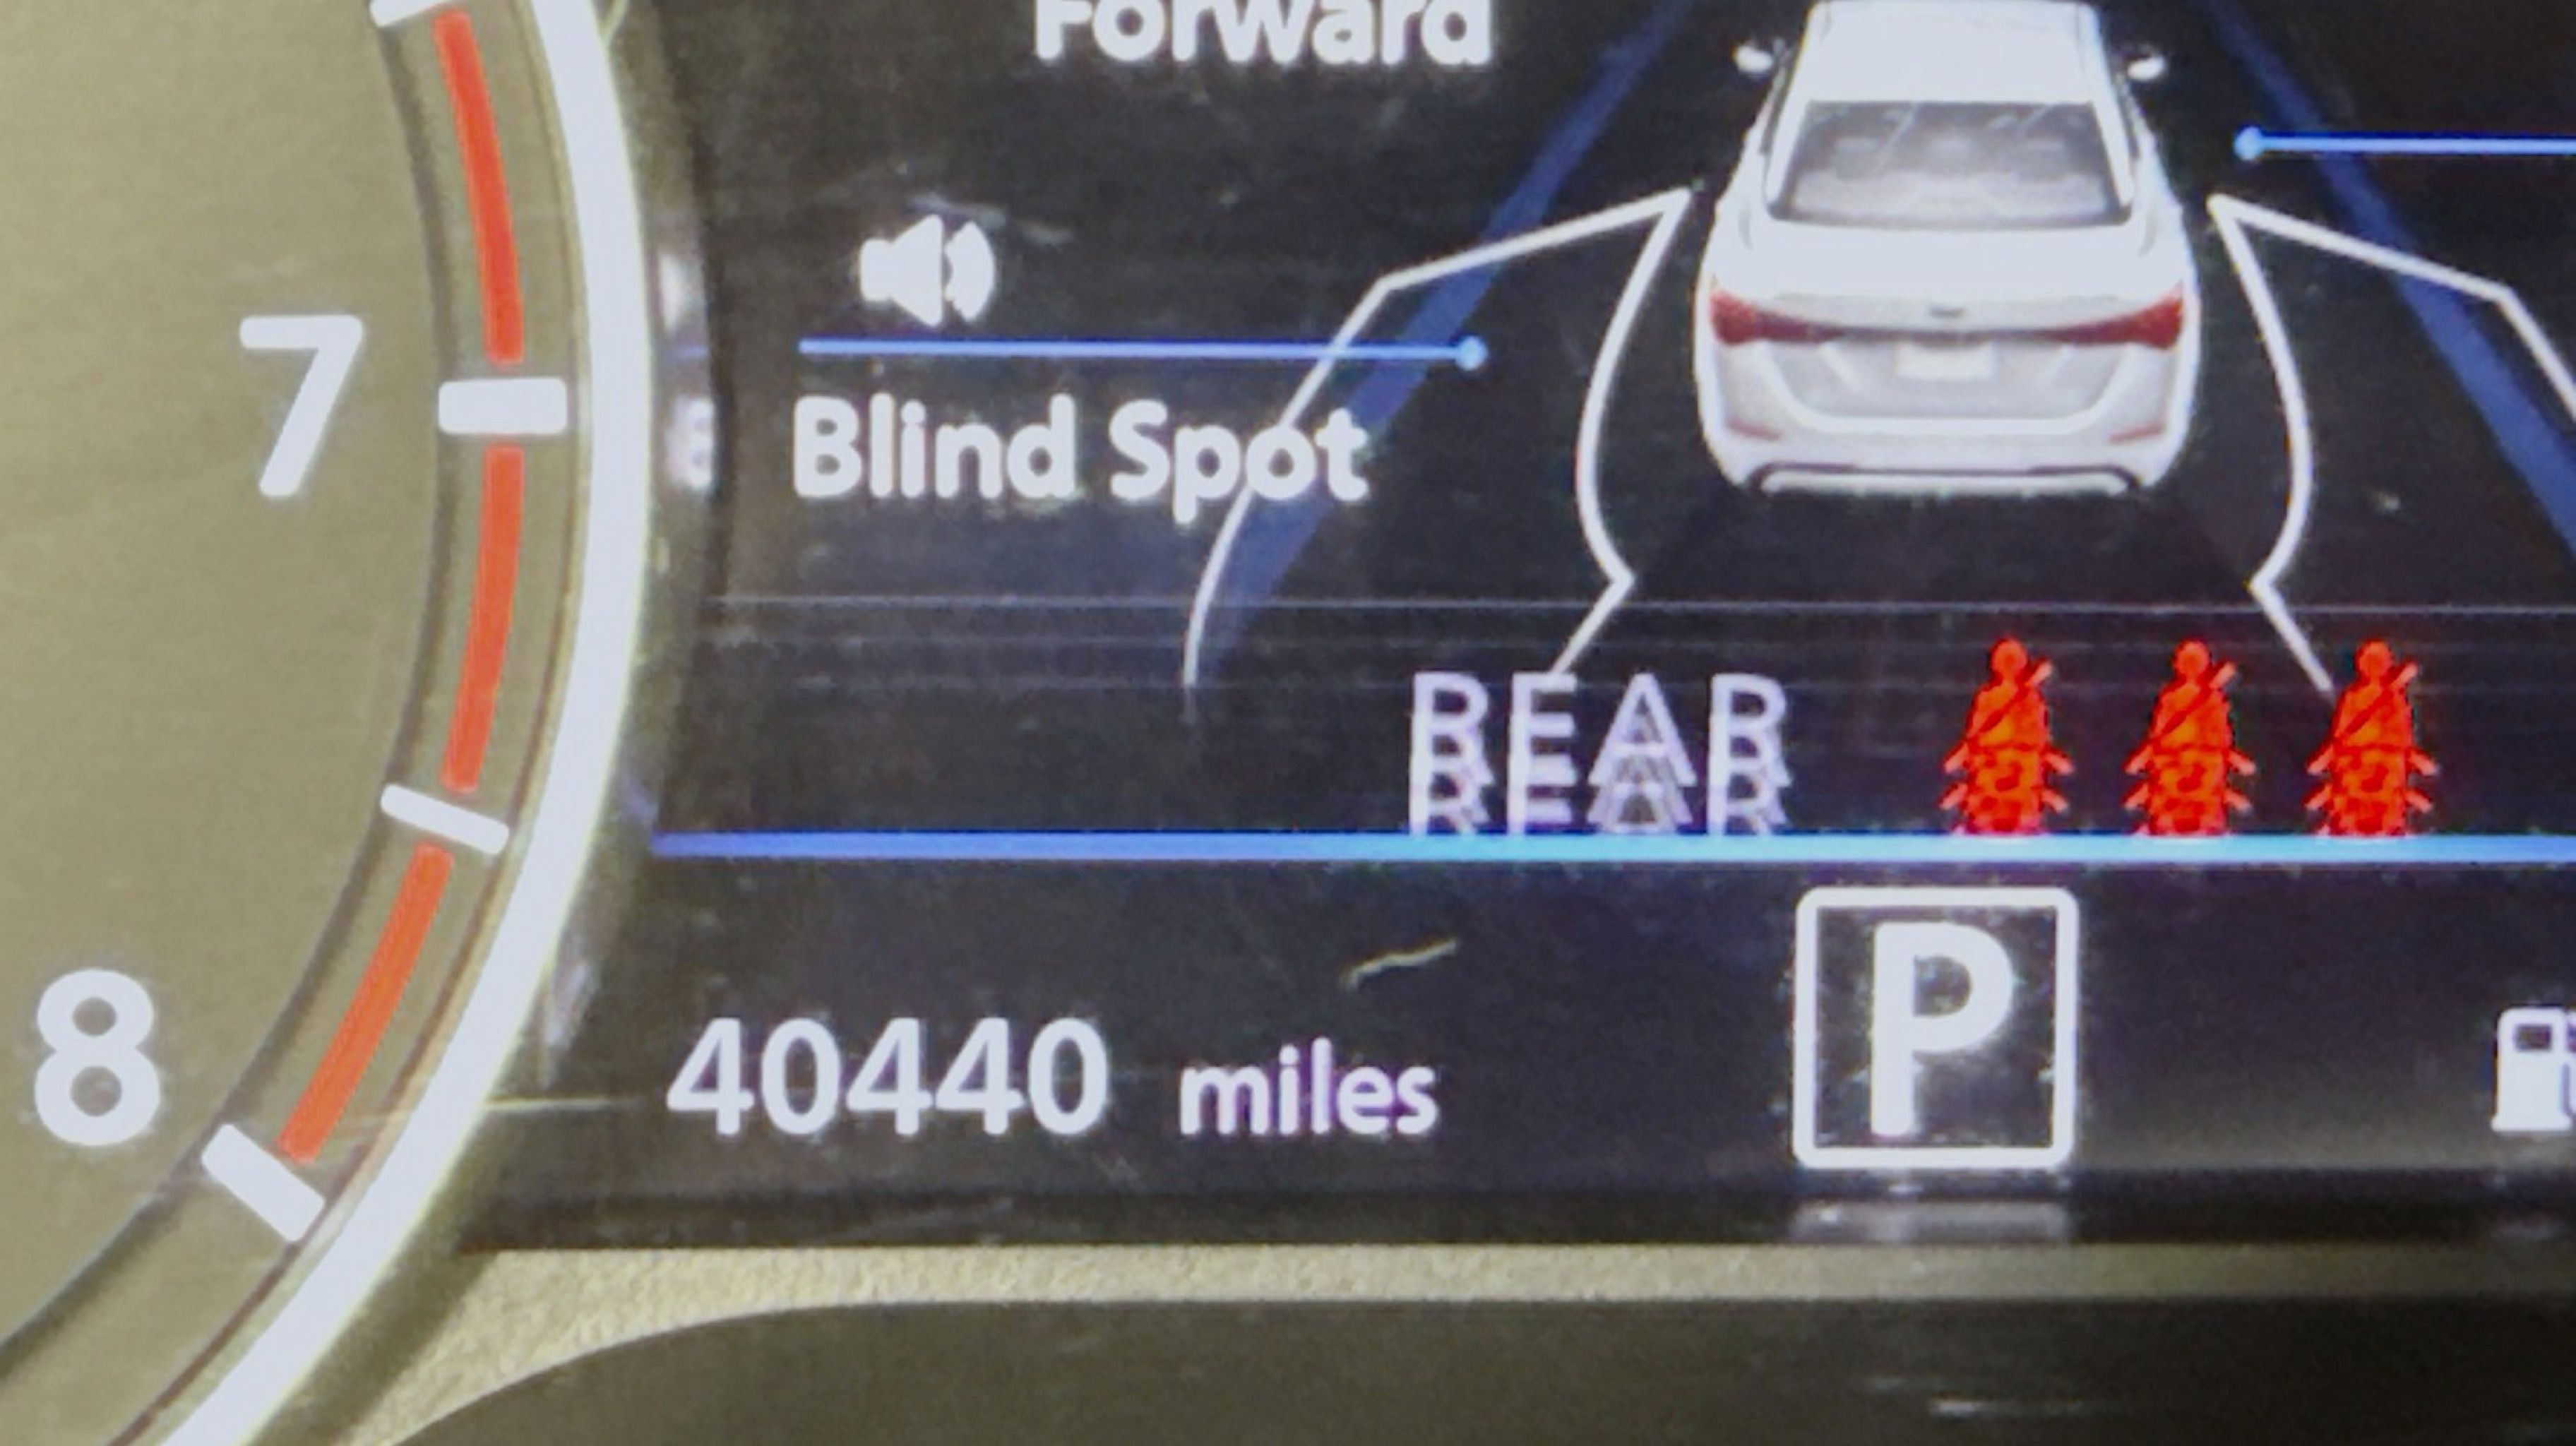 Forward
7
Blind Spot
REAR
8
40440 miles
P